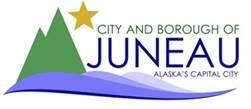 CITY AND BOROUGH OF
JUNEAU
ALASKA'S CAPITAL CITY